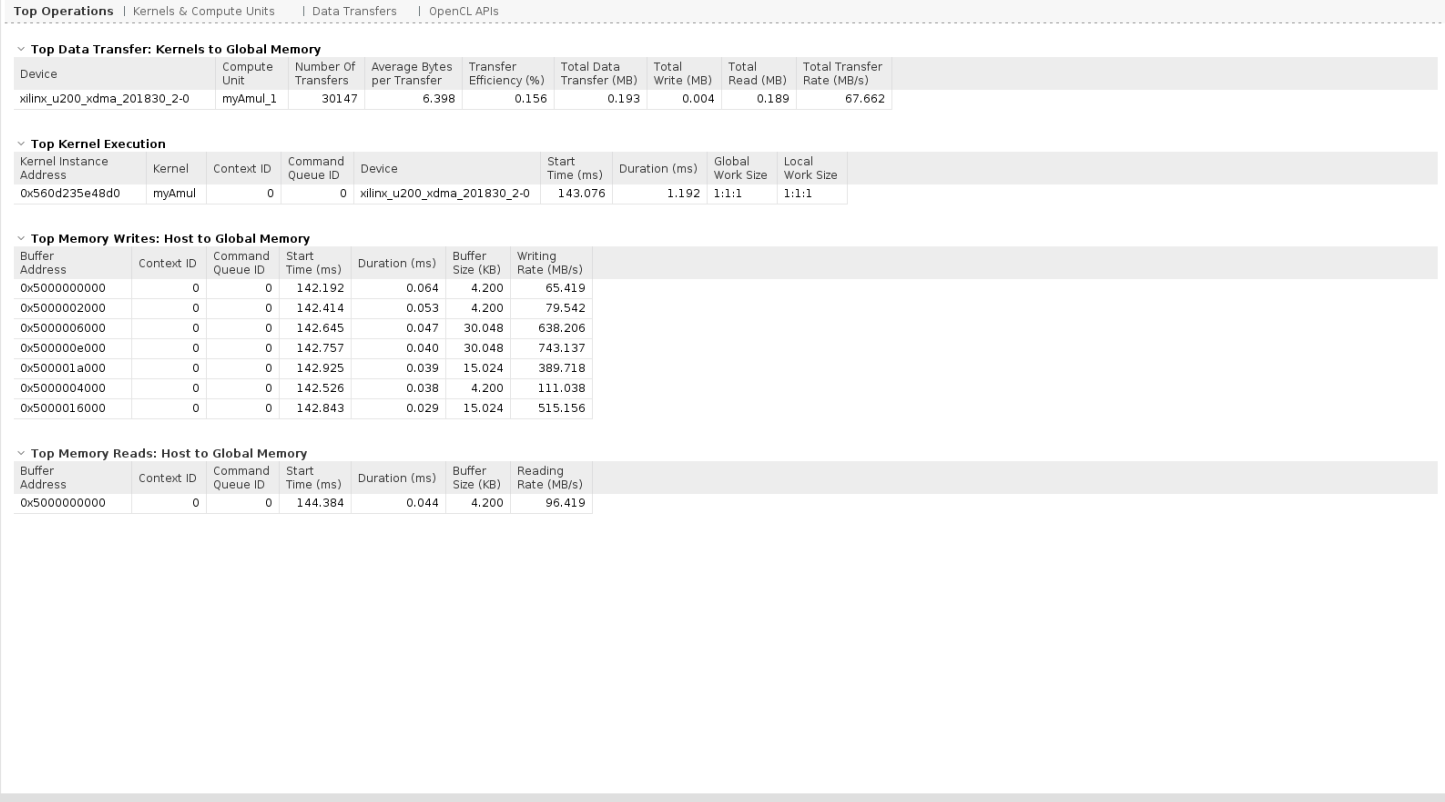 Top Operations | Kernels & Compute Units | Data Transfers | OpenCL APIs
Top Data Transfer: Kernels to Global Memory
Device Compute Unit Number Of Transfers Average Bytes per Transfer Transfer Efficiency (%) Total Data Transfer (MB) Total Write (MB) Total Read (MB) Total Transfer Rate (MB/s)
xilinx_u200_xdma_201830_2-0 myAmul_1 30147 6.398 0.156 0.193 0.004 0.189 67.662
Top Kernel Execution
Kernel Instance Address Kernel Context ID Command Queue ID Device Start Time (ms) Duration (ms) Global Work Size Local Work Size
0x560d235e48d0 myAmul 0 0 xilinx_u200_xdma_201830_2-0 143.076 1.192 1:1:1 1:1:1
Top Memory Writes: Host to Global Memory
Buffer Address Context ID Command Queue ID Start Time (ms) Duration (ms) Buffer Size (KB) Writing Rate (MB/s)
0x5000000000 0 0 142.192 0.064 4.200 65.419
0x5000002000 0 0 142.414 0.053 4.200 79.542
0x5000006000 0 0 142.645 0.047 30.048 638.206
0x500000e000 0 0 142.757 0.040 30.048 743.137
0x500001a000 0 0 142.925 0.039 15.024 389.718
0x5000004000 0 0 142.526 0.038 4.200 111.038
0x5000016000 0 0 142.843 0.029 15.024 515.156
Top Memory Reads: Host to Global Memory
Buffer Address Context ID Command Queue ID Start Time (ms) Duration (ms) Buffer Size (KB) Reading Rate (MB/s)
0x5000000000 0 0 144.384 0.044 4.200 96.419